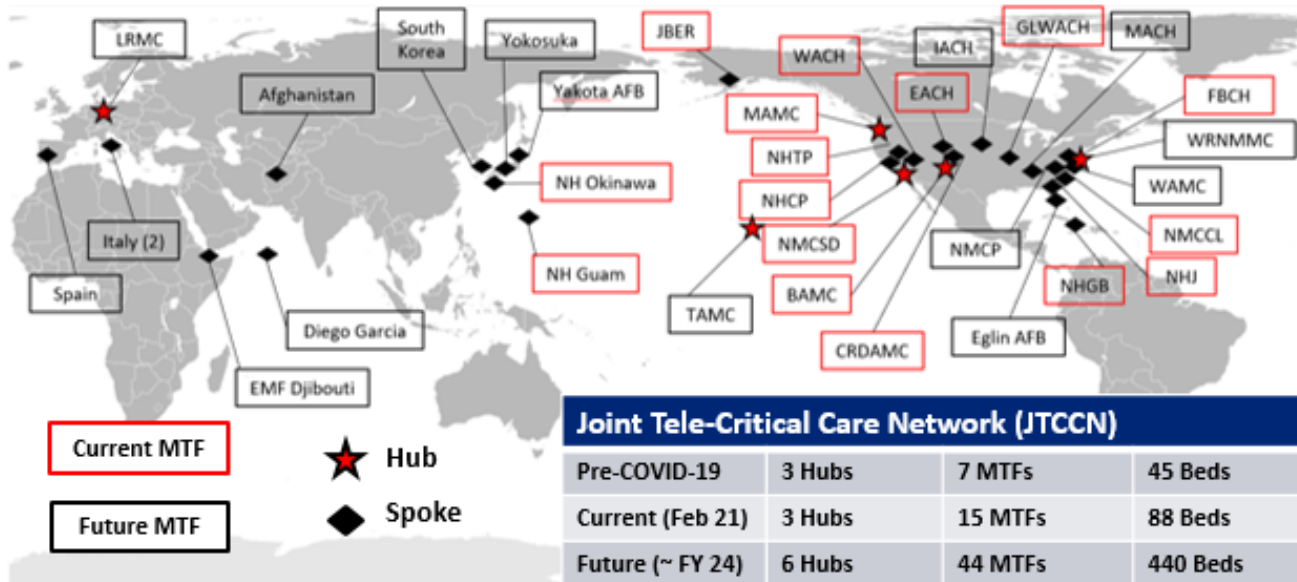 LRMC
South
Korea
Yokosuka
JBER
GLWACH
IACH
MACH
WACH
Afghanistan
Yakota AFB
EACH
FBCH
MAMC
WRNMMC
NHTP
NH Okinawa
WAMC
NHCP
Italy (2)
NMCSD
NMCP
NMCCL
NH Guam
Spain
BAMC
NHGB
NHJ
TAMC
Diego Garcia
Eglin AFB
CRDAMC
EMF Djibouti
Current MTF
Hub
Future MTF
Spoke
Joint Tele-Critical Care Network (JTCCN)
Pre-COVID-19 3 Hubs 7 MTFs 45 Beds
Current (Feb 21) 3 Hubs 15 MTFs 88 Beds
Future (~ FY 24) 6 Hubs 44 MTFs 440 Beds